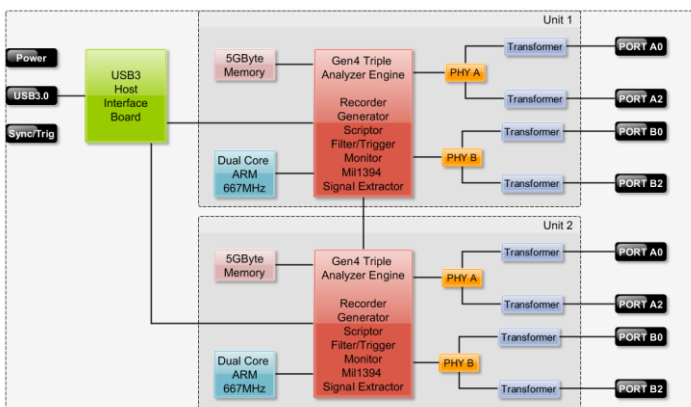 Unit 1
Power
USB3.0
Sync/Trig
USB3
Host
Interface
Board
5GByte
Memory
Dual Core
ARM
667MHz
Gen4 Triple
Analyzer Engine
Recorder
Generator
Scriptor
Filter/Trigger
Monitor
Mil1394
Signal Extractor
PHY A
PHY B
Transformer
Transformer
Transformer
Transformer
PORT A0
PORT A2
PORT B0
PORT B2
Unit 2
5GByte
Memory
Dual Core
ARM
667MHz
Gen4 Triple
Analyzer Engine
Recorder
Generator
Scriptor
Filter/Trigger
Monitor
Mil1394
Signal Extractor
PHY A
PHY B
Transformer
Transformer
Transformer
Transformer
PORT A0
PORT A2
PORT B0
PORT B2